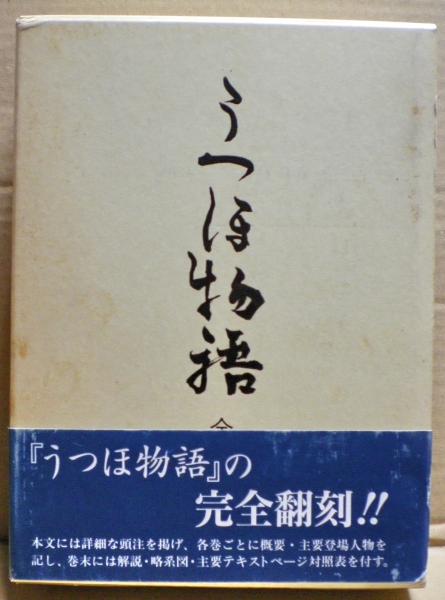 うつほ物語
全
『うつほ物語』の
完全翻刻!!
本文には詳細な頭注を掲げ、各巻ごとに概要・主要登場人物を
記し、巻末には解説・略系図・主要テキストページ対照表を付す。